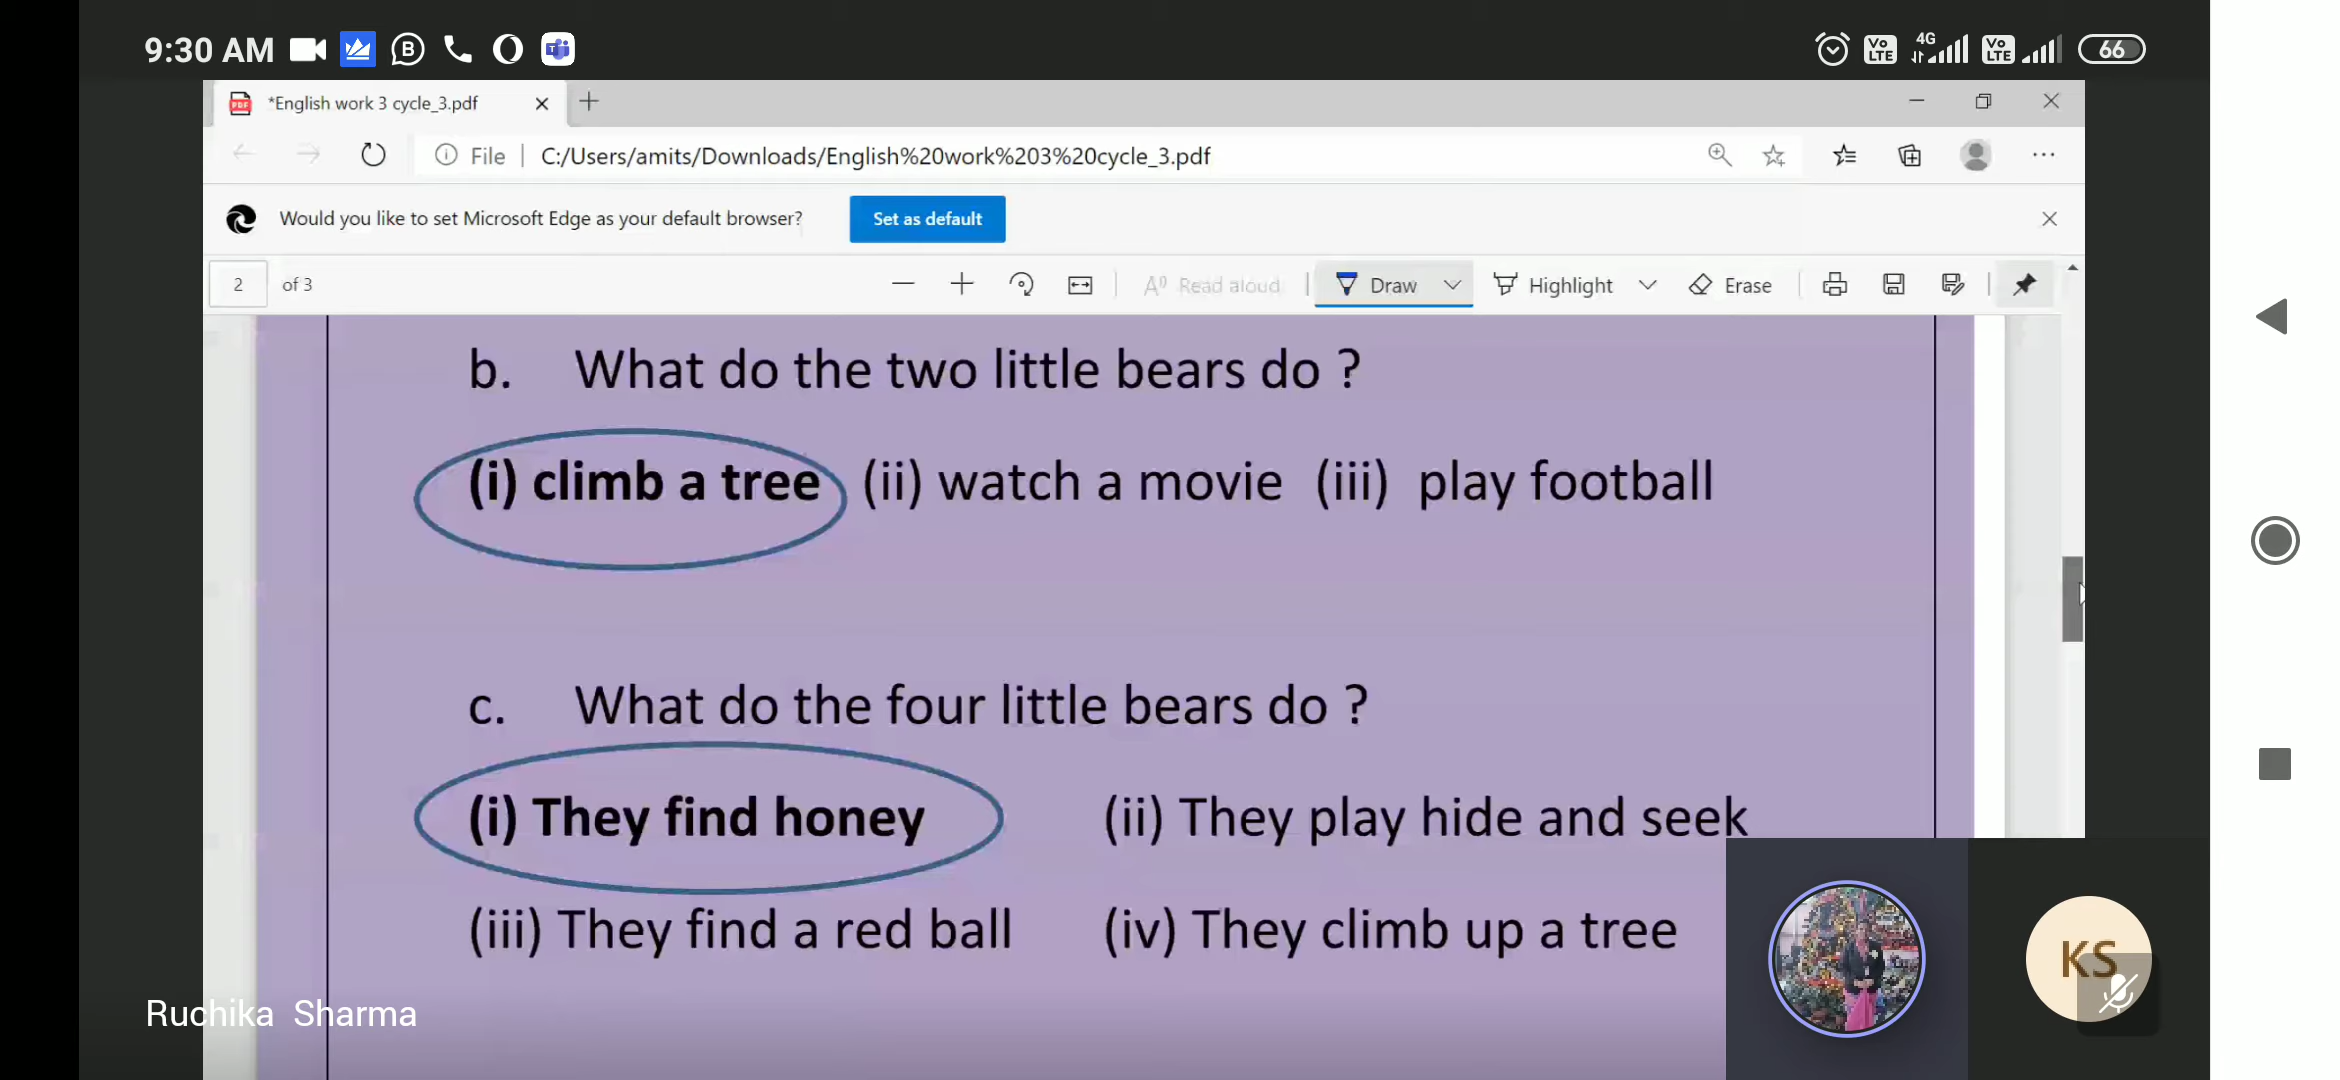 9:30 AM
4G
66
*English work 3 cycle_3.pdf
File C:/Users/amits/Downloads/English%20work%203%20cycle_3.pdf
Would you like to set Microsoft Edge as your default browser? Set as default
2 of 3 Read aloud Draw Highlight Erase
b. What do the two little bears do ?
(i) climb a tree (ii) watch a movie (iii) play football
c. What do the four little bears do ?
(i) They find honey (ii) They play hide and seek
(iii) They find a red ball (iv) They climb up a tree
KS
Ruchika Sharma